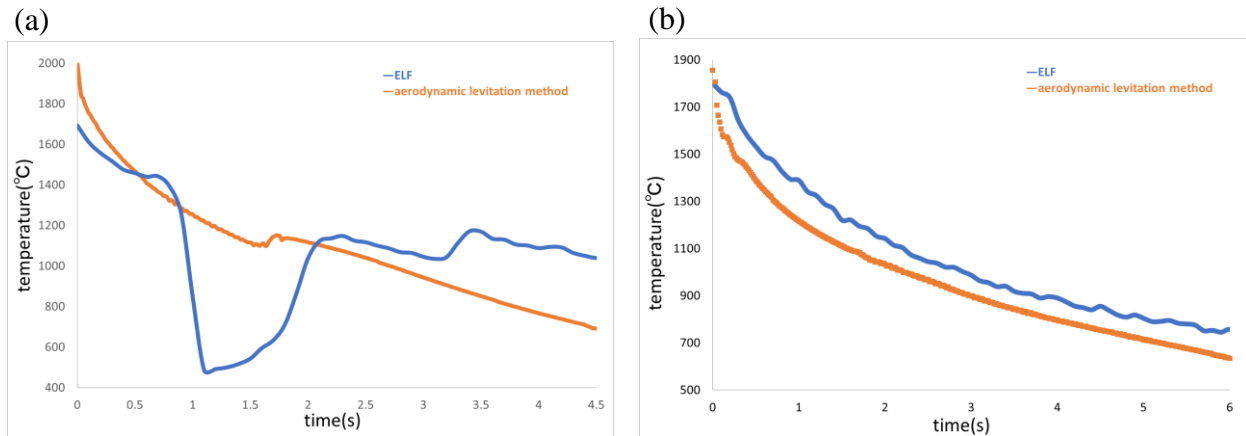 (a)
2000
1800
1600
1400
1200
1000
800
600
400
temperature(℃)
0 0.5 1 1.5 2 2.5 3 3.5 4 4.5
time(s)
ELF
aerodynamic levitation method
(b)
1900
1700
1500
1300
1100
900
700
500
temperature(℃)
0 1 2 3 4 5 6
time(s)
ELF
aerodynamic levitation method